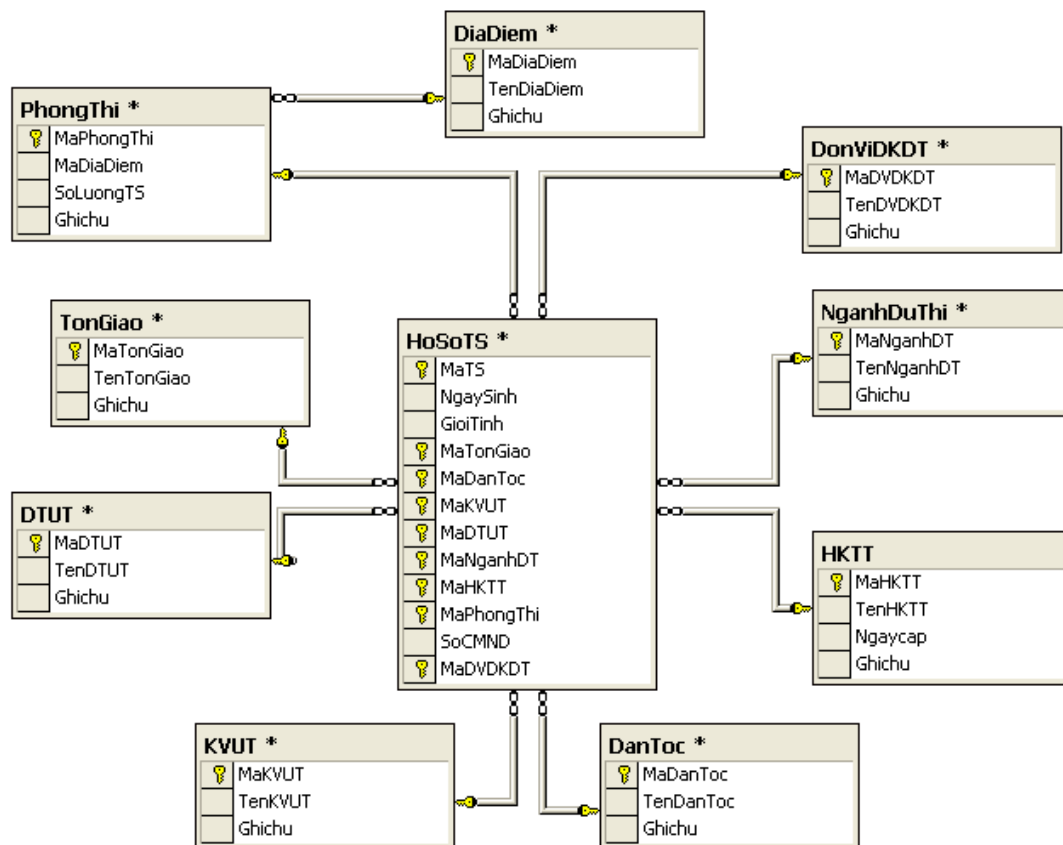 DiaDiem *
MaDiaDiem
TenDiaDiem
Ghichu
PhongThi *
MaPhongThi
MaDiaDiem
SoLuongTS
Ghichu
DonViDKDT *
MaDVDKDT
TenDVDKDT
Ghichu
TonGiao *
MaTonGiao
TenTonGiao
Ghichu
HoSoTS *
MaTS
NgaySinh
GioiTinh
MaTonGiao
MaDanToc
MaKVUT
MaDTUT
MaNganhDT
MaHKTT
MaPhongThi
SoCMND
MaDVDKDT
NganhDuThi *
MaNganhDT
TenNganhDT
Ghichu
DTUT *
MaDTUT
TenDTUT
Ghichu
HKTT
MaHKTT
TenHKTT
Ngaycap
Ghichu
KVUT *
MaKVUT
TenKVUT
Ghichu
DanToc *
MaDanToc
TenDanToc
Ghichu